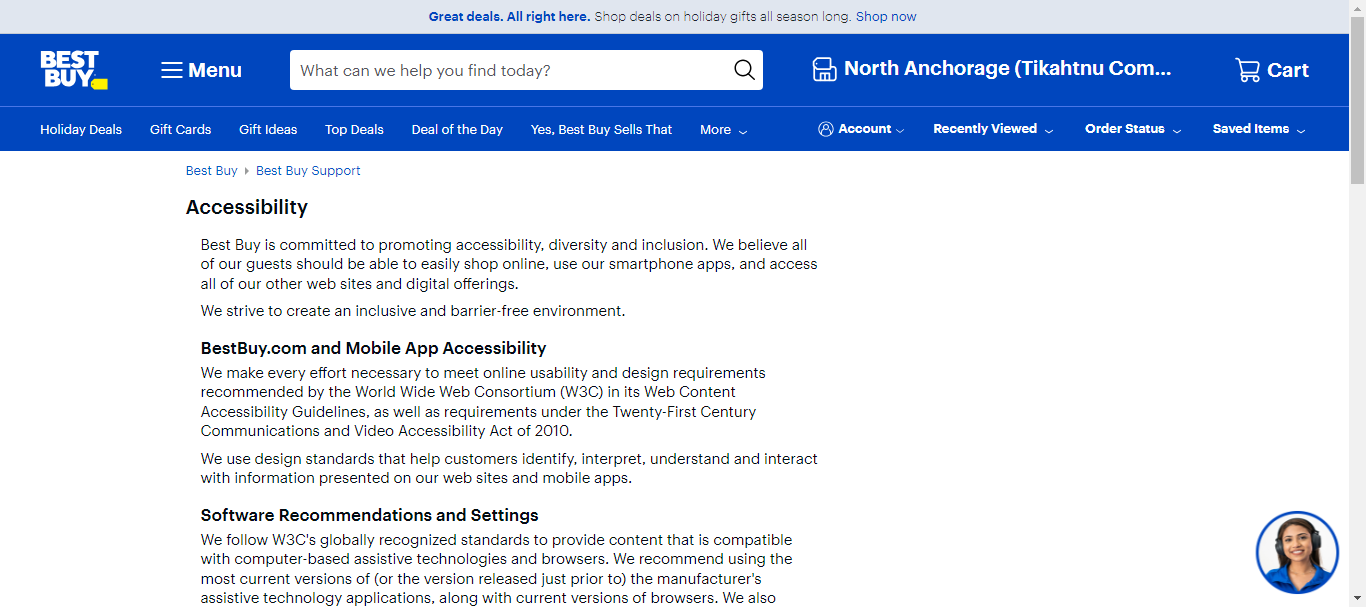 Great deals. All right here. Shop deals on holiday gifts all season long. Shop now
BEST
BUY
Menu
What can we help you find today?
North Anchorage (Tikahtnu Com...
Cart
Holiday Deals
Gift Cards
Gift Ideas
Top Deals
Deal of the Day
Yes, Best Buy Sells That
More
Account
Recently Viewed
Order Status
Saved Items
Best Buy
Best Buy Support
Accessibility
Best Buy is committed to promoting accessibility, diversity and inclusion. We believe all
of our guests should be able to easily shop online, use our smartphone apps, and access
all of our other web sites and digital offerings.
We strive to create an inclusive and barrier-free environment.
BestBuy.com and Mobile App Accessibility
We make every effort necessary to meet online usability and design requirements
recommended by the World Wide Web Consortium (W3C) in its Web Content
Accessibility Guidelines, as well as requirements under the Twenty-First Century
Communications and Video Accessibility Act of 2010.
We use design standards that help customers identify, interpret, understand and interact
with information presented on our web sites and mobile apps.
Software Recommendations and Settings
We follow W3C's globally recognized standards to provide content that is compatible
with computer-based assistive technologies and browsers. We recommend using the
most current versions of (or the version released just prior to) the manufacturer's
assistive technology applications, along with current versions of browsers. We also